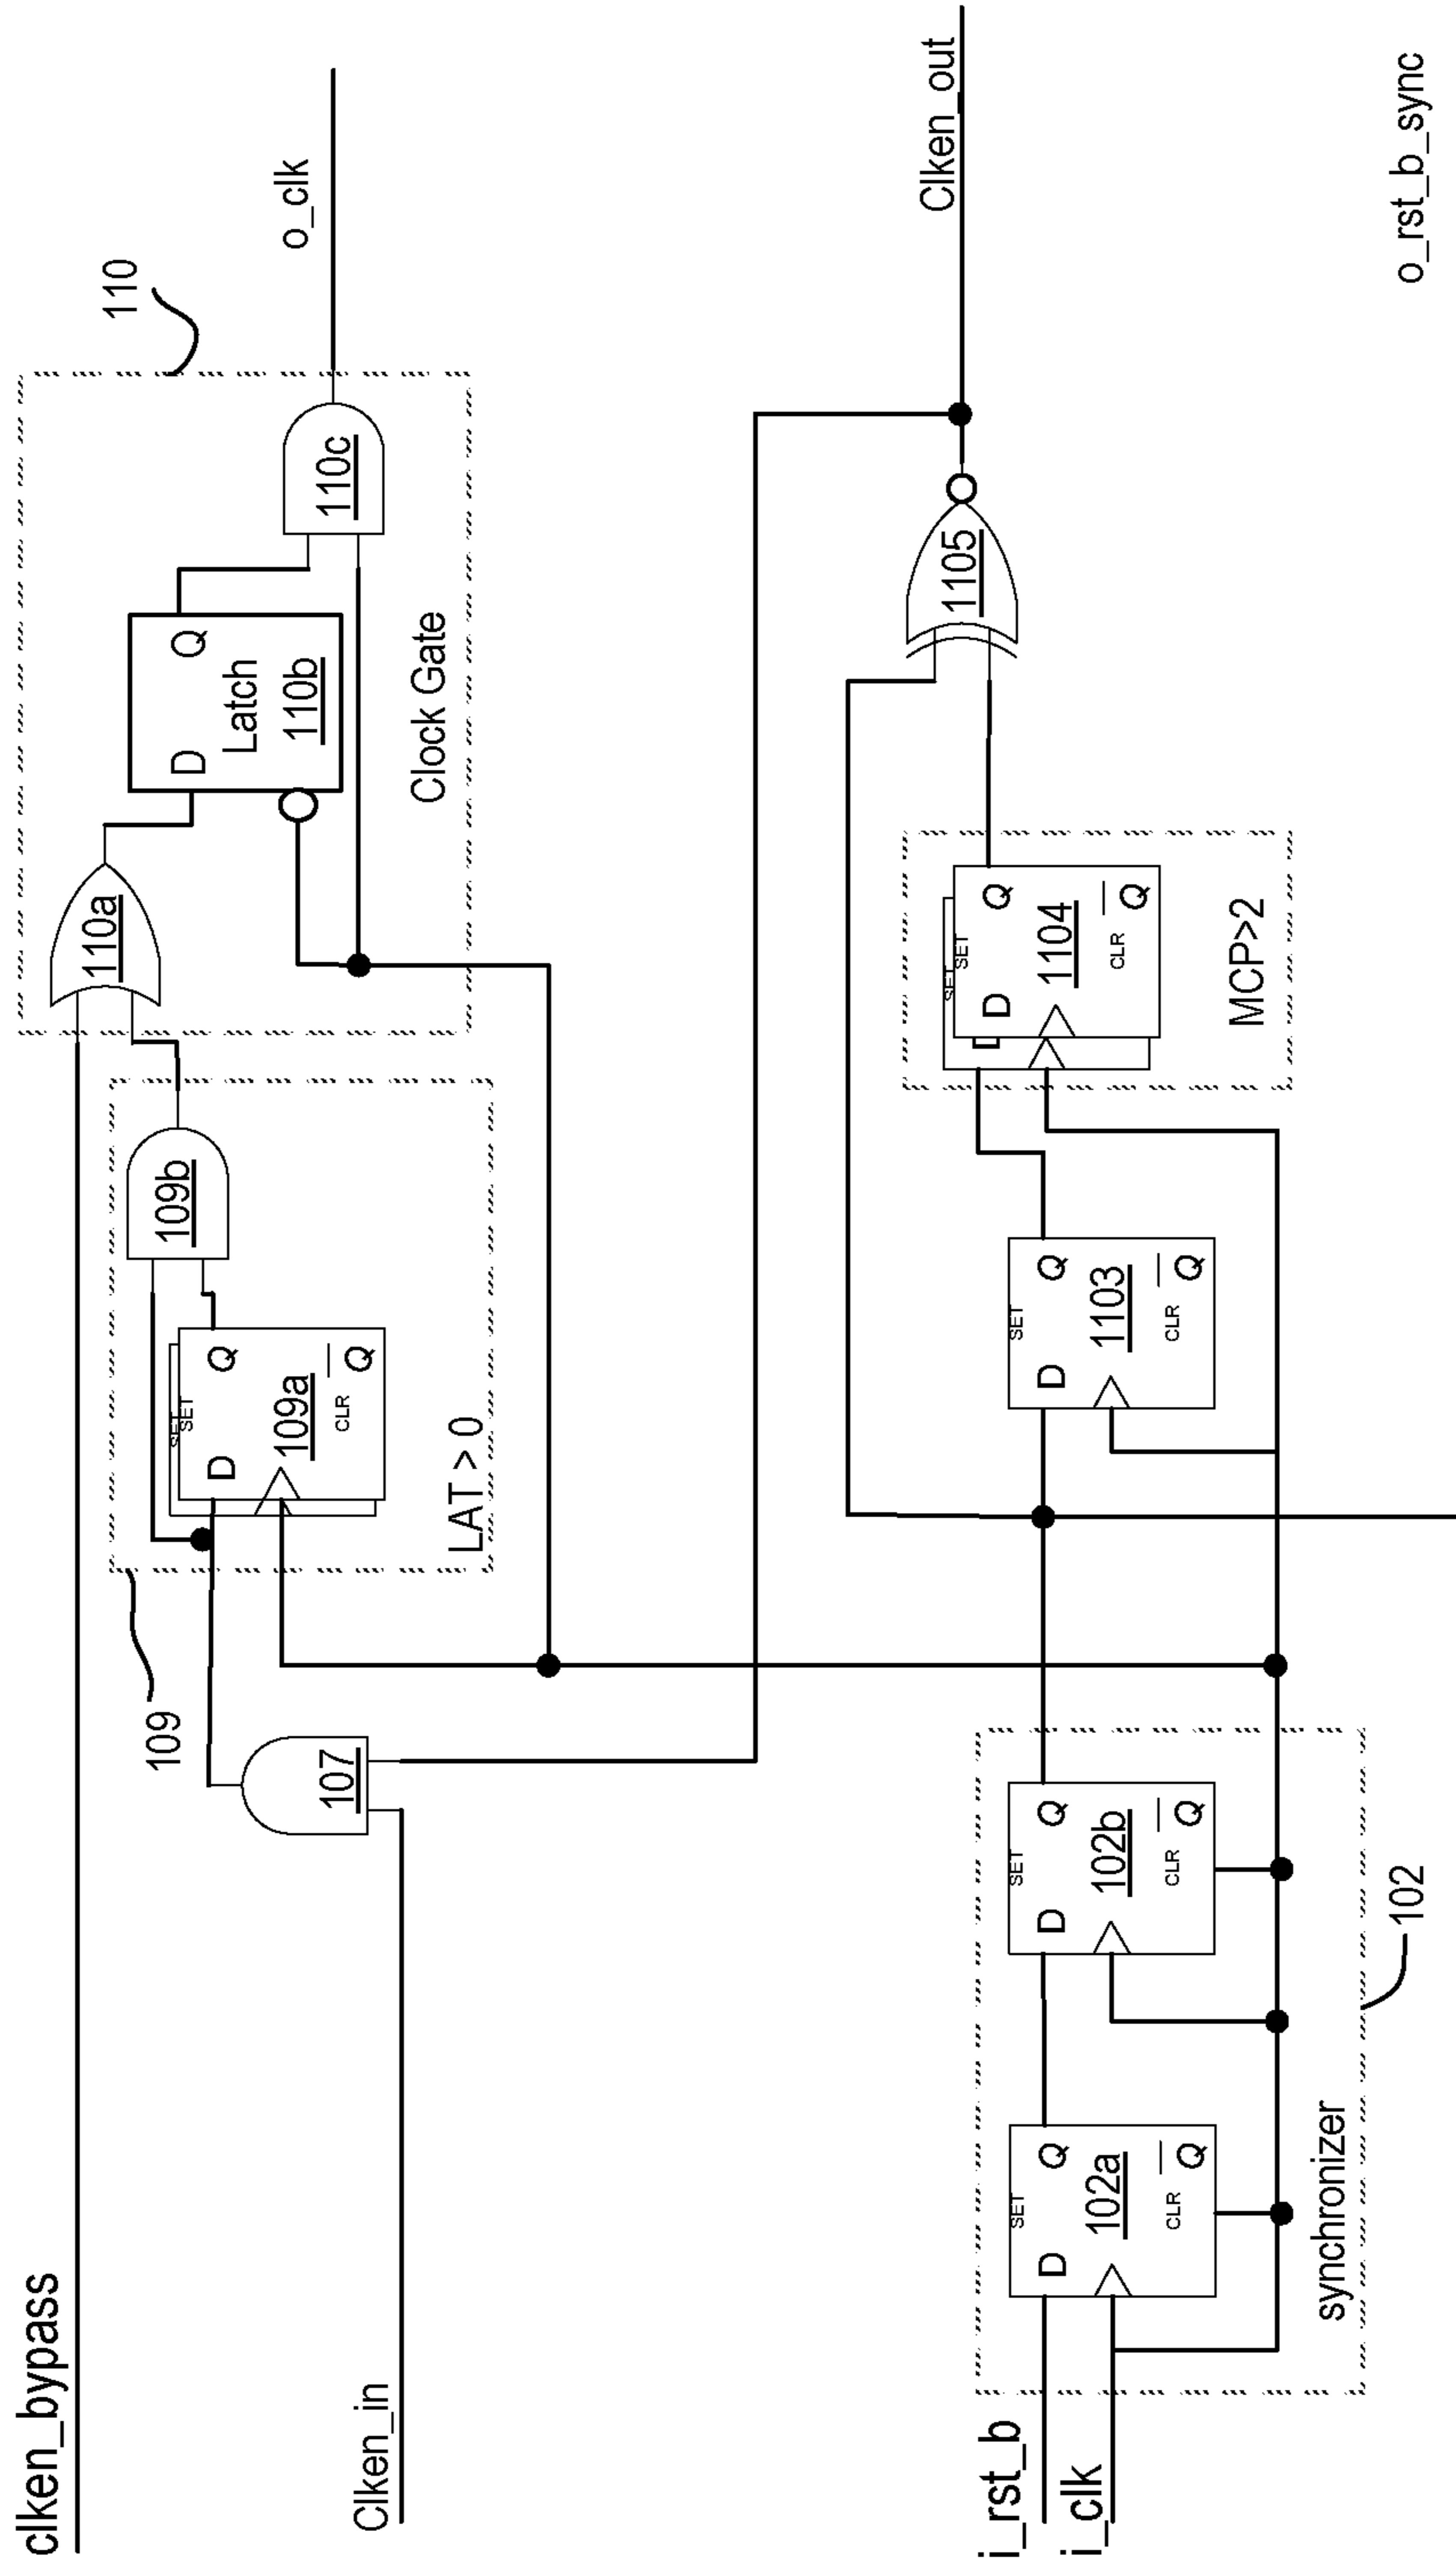 clken_bypass
109
LAT > 0
SET
SET
D
Q
109a
CLR
Q
109b
110a
110
D
Q
Latch
110b
110c
Clock Gate
o_clk
Clken_in
107
i_rst_b
i_clk
synchronizer
SET
D
Q
102a
CLR
Q
SET
D
Q
102b
CLR
Q
102
SET
D
Q
1103
CLR
Q
SET
SET
D
Q
1104
CLR
Q
MCP>2
1105
Clken_out
o_rst_b_sync